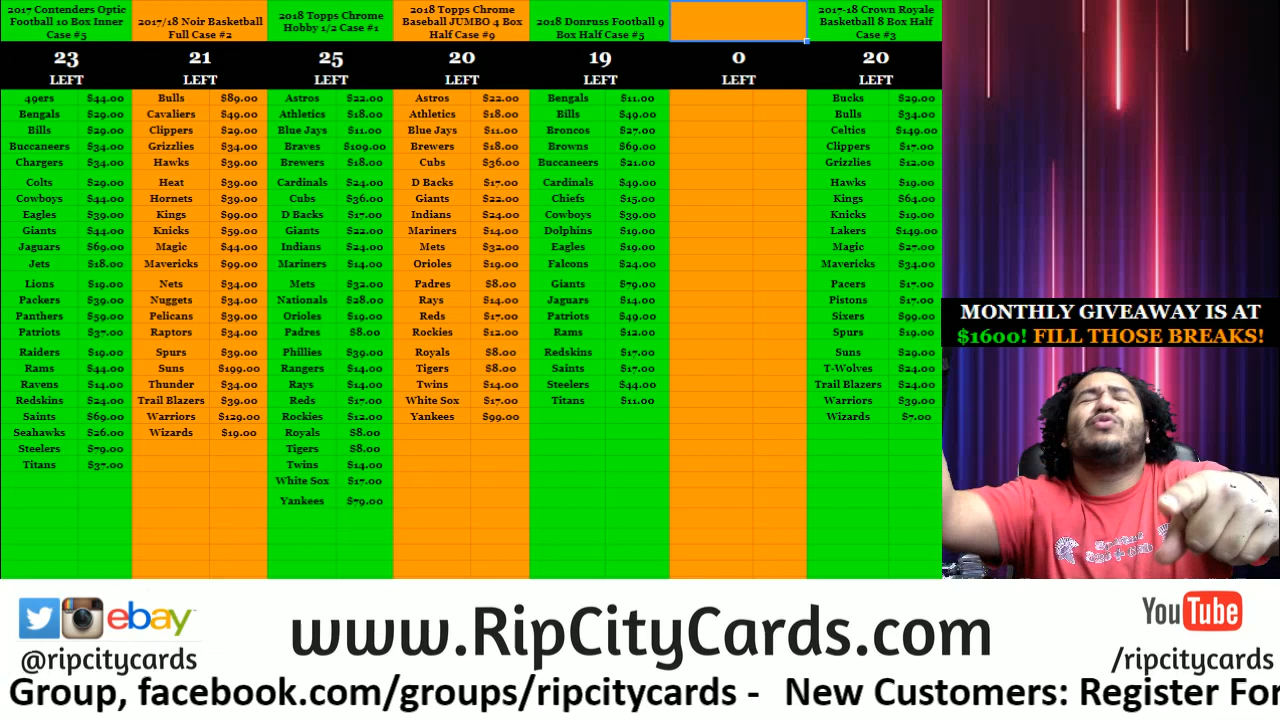 2017 Contenders Optic
Football 10 Box Inner
Case #5
23
LEFT
49ers $44.00
Bengals $29.00
Bills $29.00
Buccaneers $34.00
Chargers $34.00
Colts $29.00
Cowboys $44.00
Eagles $39.00
Giants $44.00
Jaguars $69.00
Jets $18.00
Lions $19.00
Packers $39.00
Panthers $59.00
Patriots $37.00
Raiders $19.00
Rams $44.00
Ravens $14.00
Redskins $24.00
Saints $69.00
Seahawks $26.00
Steelers $79.00
Titans $37.00
2017/18 Noir Basketball
Full Case #2
21
LEFT
Bulls $89.00
Cavaliers $49.00
Clippers $29.00
Grizzlies $34.00
Hawks $39.00
Heat $39.00
Hornets $39.00
Kings $99.00
Knicks $59.00
Magic $44.00
Mavericks $99.00
Nets $34.00
Nuggets $34.00
Pelicans $39.00
Raptors $34.00
Spurs $39.00
Suns $199.00
Thunder $34.00
Trail Blazers $39.00
Warriors $129.00
Wizards $19.00
2018 Topps Chrome
Hobby 1/2 Case #1
25
LEFT
Astros $22.00
Athletics $18.00
Blue Jays $11.00
Braves $109.00
Brewers $18.00
Cardinals $24.00
Cubs $36.00
D Backs $17.00
Giants $22.00
Indians $24.00
Mariners $14.00
Mets $32.00
Nationals $28.00
Orioles $19.00
Padres $8.00
Phillies $39.00
Rangers $14.00
Rays $14.00
Reds $17.00
Rockies $12.00
Royals $8.00
Tigers $8.00
Twins $14.00
White Sox $17.00
Yankees $79.00
2018 Topps Chrome
Baseball JUMBO 4 Box
Half Case #9
20
LEFT
Astros $22.00
Athletics $18.00
Blue Jays $11.00
Brewers $18.00
Cubs $36.00
D Backs $17.00
Giants $22.00
Indians $24.00
Mariners $14.00
Mets $32.00
Orioles $19.00
Padres $8.00
Rays $14.00
Reds $17.00
Rockies $12.00
Royals $8.00
Tigers $8.00
Twins $14.00
White Sox $17.00
Yankees $99.00
2018 Donruss Football 9
Box Half Case #5
19
LEFT
Bengals $11.00
Bills $49.00
Broncos $27.00
Browns $69.00
Buccaneers $21.00
Cardinals $49.00
Chiefs $15.00
Cowboys $39.00
Dolphins $19.00
Eagles $19.00
Falcons $24.00
Giants $79.00
Jaguars $14.00
Patriots $49.00
Rams $12.00
Redskins $17.00
Saints $17.00
Steelers $44.00
Titans $11.00
0
LEFT
2017-18 Crown Royale
Basketball 8 Box Half
Case #3
20
LEFT
Bucks $29.00
Bulls $34.00
Celtics $149.00
Clippers $17.00
Grizzlies $12.00
Hawks $19.00
Kings $64.00
Knicks $19.00
Lakers $149.00
Magic $27.00
Mavericks $34.00
Pacers $17.00
Pistons $17.00
Sixers $99.00
Spurs $19.00
Suns $29.00
T-Wolves $24.00
Trail Blazers $24.00
Warriors $39.00
Wizards $7.00
MONTHLY GIVEAWAY IS AT
$1600! FILL THOSE BREAKS!
ebay
@ripcitycards
www.RipCityCards.com
YouTube
/ripcitycards
Group, facebook.com/groups/ripcitycards - New Customers: Register For